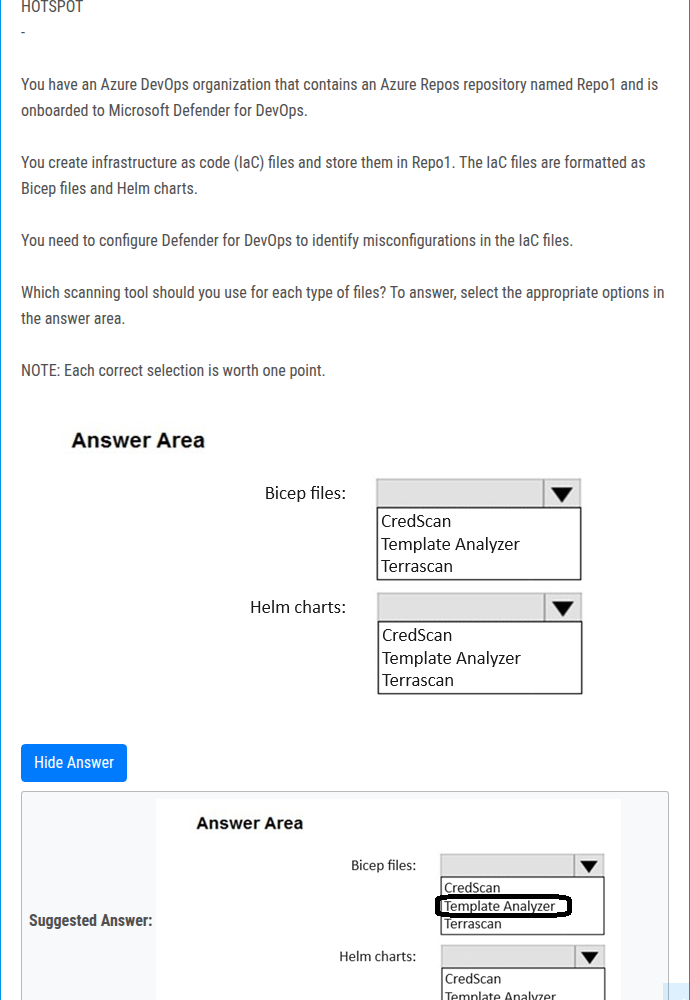 HOTSPOT
-
You have an Azure DevOps organization that contains an Azure Repos repository named Repo1 and is
onboarded to Microsoft Defender for DevOps.
You create infrastructure as code (IaC) files and store them in Repo1. The IaC files are formatted as
Bicep files and Helm charts.
You need to configure Defender for DevOps to identify misconfigurations in the IaC files.
Which scanning tool should you use for each type of files? To answer, select the appropriate options in
the answer area.
NOTE: Each correct selection is worth one point.
Answer Area
Bicep files:
CredScan
Template Analyzer
Terrascan
Helm charts:
CredScan
Template Analyzer
Terrascan
Hide Answer
Suggested Answer:
Answer Area
Bicep files:
CredScan
Template Analyzer
Terrascan
Helm charts:
CredScan
Template Analyzer